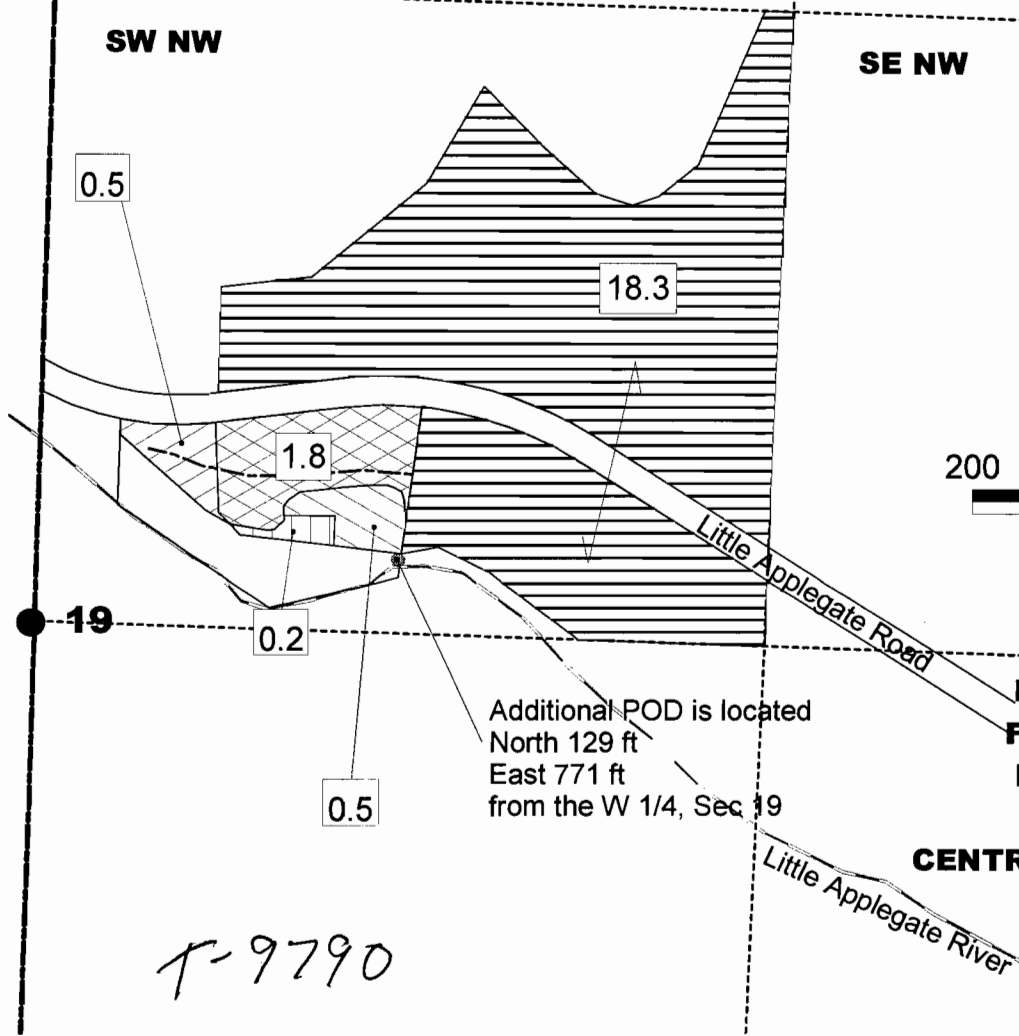 SW NW
SE NW
0.5
18.3
1.8
200
Little Applegate Road
19
0.2
Additional POD is located
North 129 ft
East 771 ft
from the W 1/4, Sec 19
0.5
CENTR
Little Applegate River
T-9790